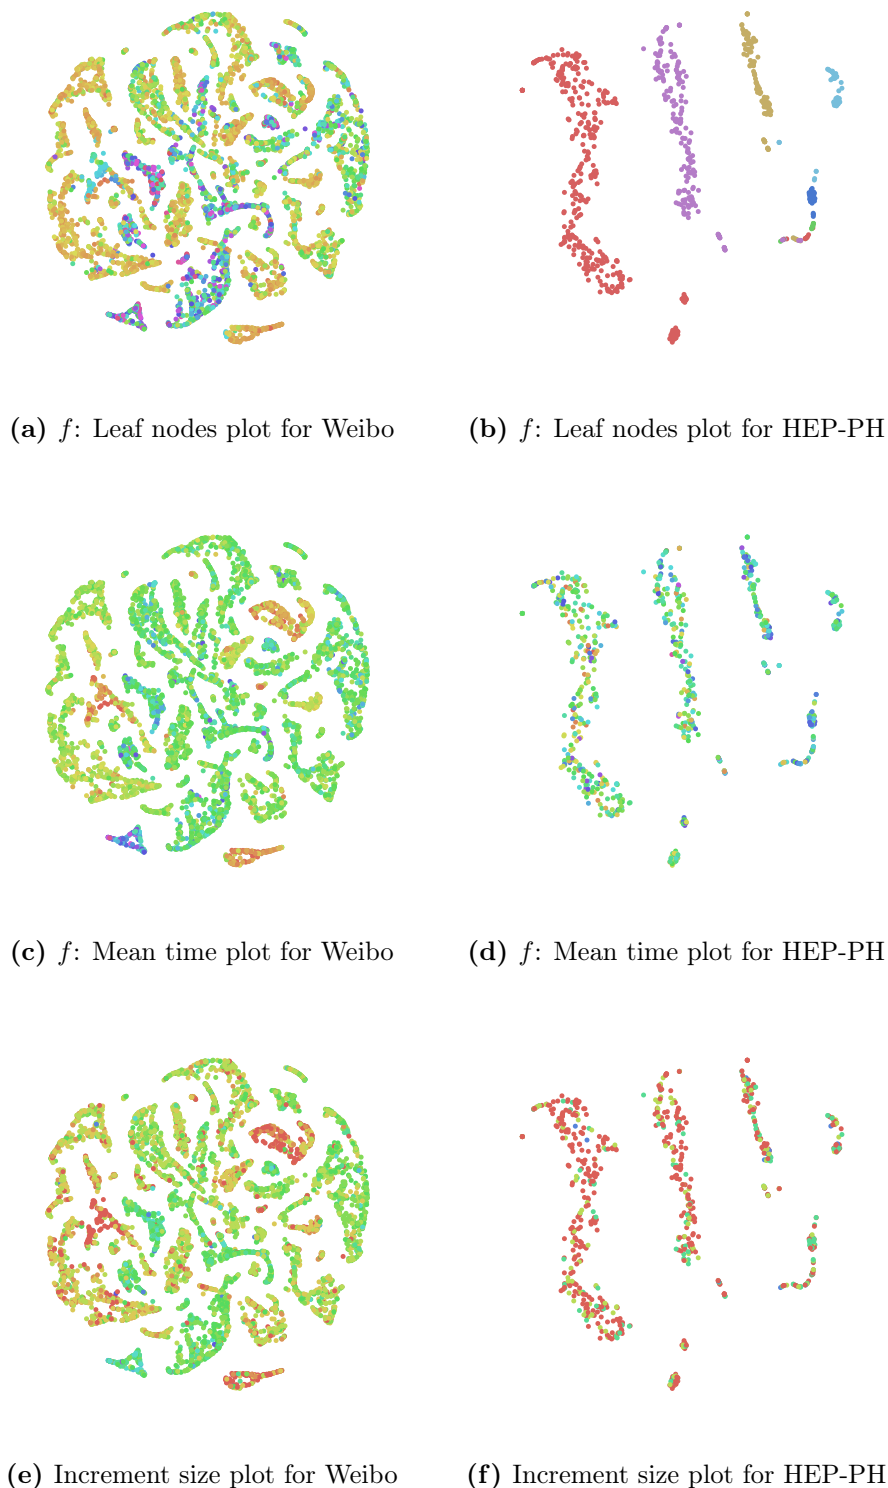 (a) f: Leaf nodes plot for Weibo
(b) f: Leaf nodes plot for HEP-PH
(c) f: Mean time plot for Weibo
(d) f: Mean time plot for HEP-PH
(e) Increment size plot for Weibo
(f) Increment size plot for HEP-PH